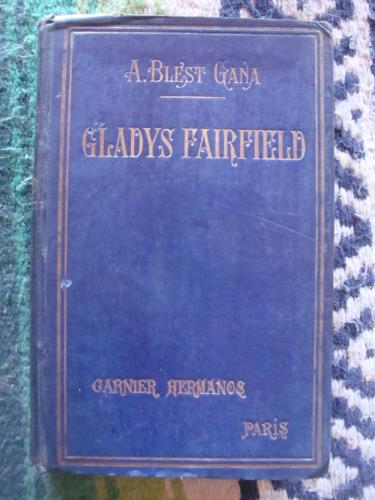 A. BLEST GANA
GLADYS FAIRFIELD
GARNIER HERMANOS
PARIS